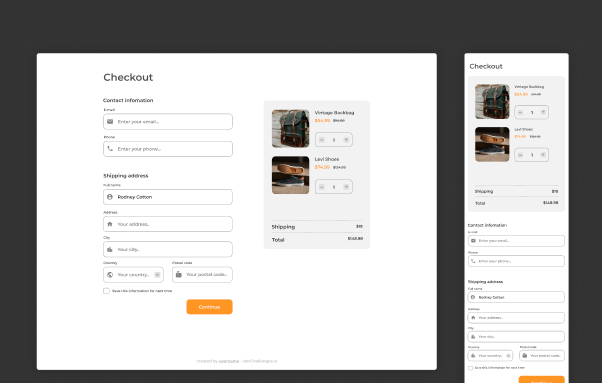 Checkout
Contact information
E-mail
Enter your email...
Phone
Enter your phone...
Shipping address
Full name
Rodney Cotton
Address
Your address..
City
Your city..
Country
Postal code
Your country..
Your postal code..
Save this information for next time
Continue
Vintage Backbag
$54.99 $94.99
1
Levi Shoes
$74.99 $124.99
1
Shipping $19
Total $148.98
created by username - devChallenges.io
Checkout
Vintage Backbag
$54.99 $94.99
1
Levi Shoes
$74.99 $124.99
1
Shipping $19
Total $148.98
Contact information
E-mail
Enter your email...
Phone
Enter your phone...
Shipping address
Full name
Rodney Cotton
Address
Your address..
City
Your city..
Country
Postal code
Your country..
Your postal code..
Save this information for next time